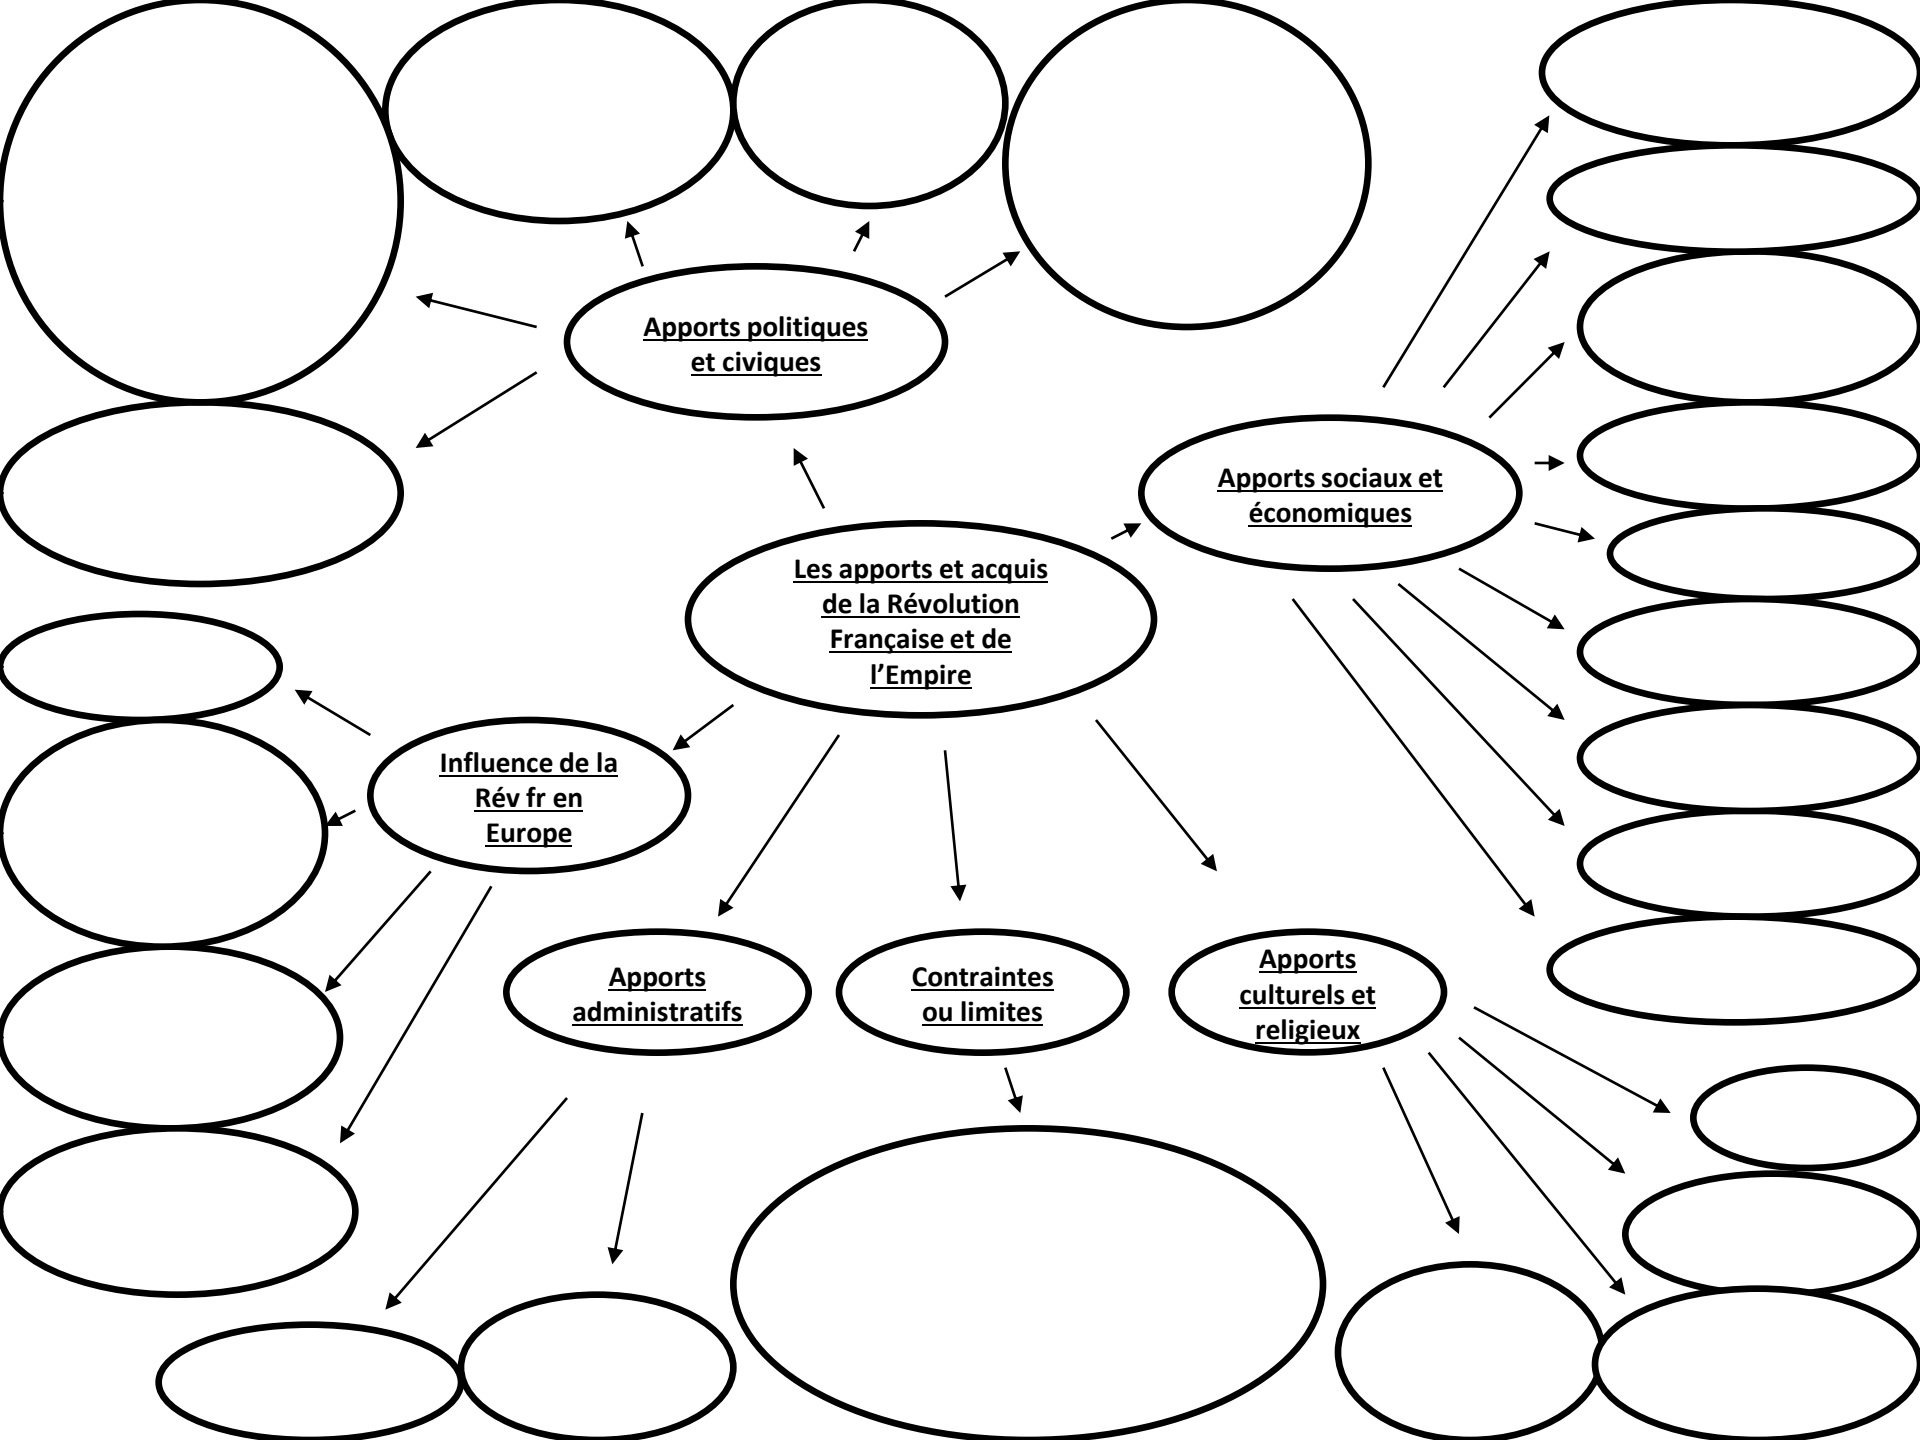 Apports politiques
et civiques
Apports sociaux et
économiques
Les apports et acquis
de la Révolution
Française et de
l’Empire
Influence de la
Rév fr en
Europe
Apports
administratifs
Contraintes
ou limites
Apports
culturels et
religieux